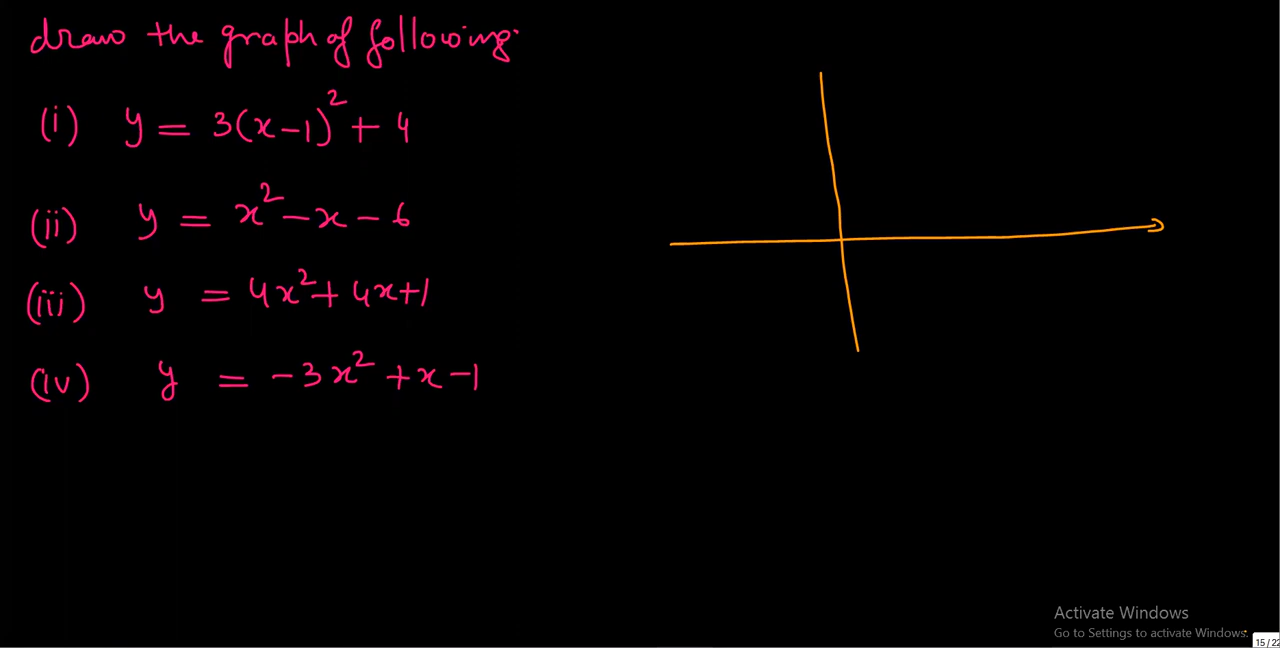 draw the graph of following.
(i) y = 3(x-1)² + 4
(ii) y = x² - x - 6
(iii) y = 4x² + 4x+1
(iv) y = -3x² + x - 1
Activate Windows
Go to Settings to activate Windows.
15 / 22